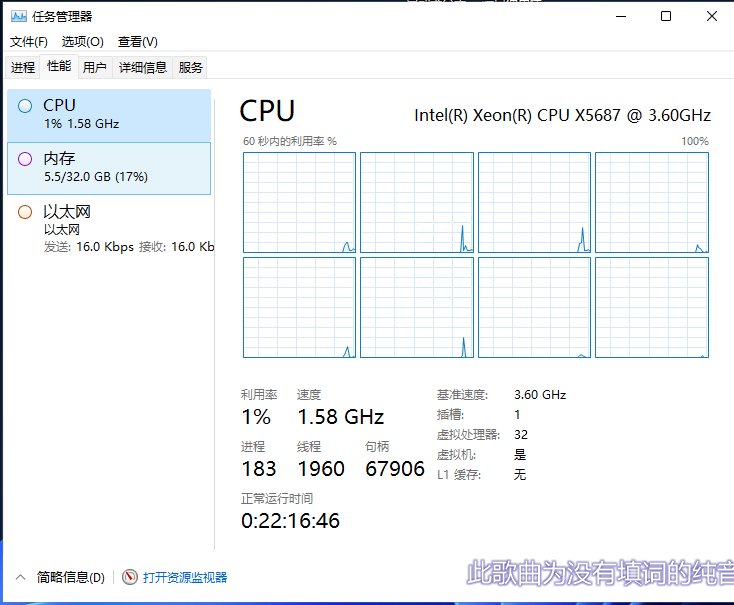 任务管理器
文件(F) 选项(O) 查看(V)
进程 性能 用户 详细信息 服务
CPU
1% 1.58 GHz
内存
5.5/32.0 GB (17%)
以太网
以太网
发送: 16.0 Kbps 接收: 16.0 Kb
CPU Intel(R) Xeon(R) CPU X5687 @ 3.60GHz
60 秒内的利用率 % 100%
利用率 速度
1% 1.58 GHz
进程 线程 句柄
183 1960 67906
正常运行时间
0:22:16:46
基准速度: 3.60 GHz
插槽: 1
虚拟处理器: 32
虚拟机: 是
L1 缓存: 无
简略信息(D) 打开资源监视器
此歌曲为没有填词的纯音